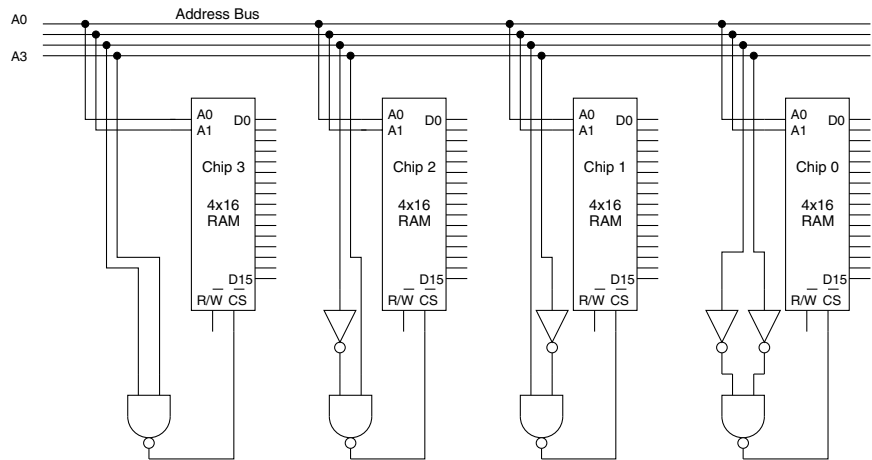 A0
Address Bus
A3
A0
D0
A1
Chip 3
4x16
RAM
D15
R/W CS
A0
D0
A1
Chip 2
4x16
RAM
D15
R/W CS
A0
D0
A1
Chip 1
4x16
RAM
D15
R/W CS
A0
D0
A1
Chip 0
4x16
RAM
D15
R/W CS